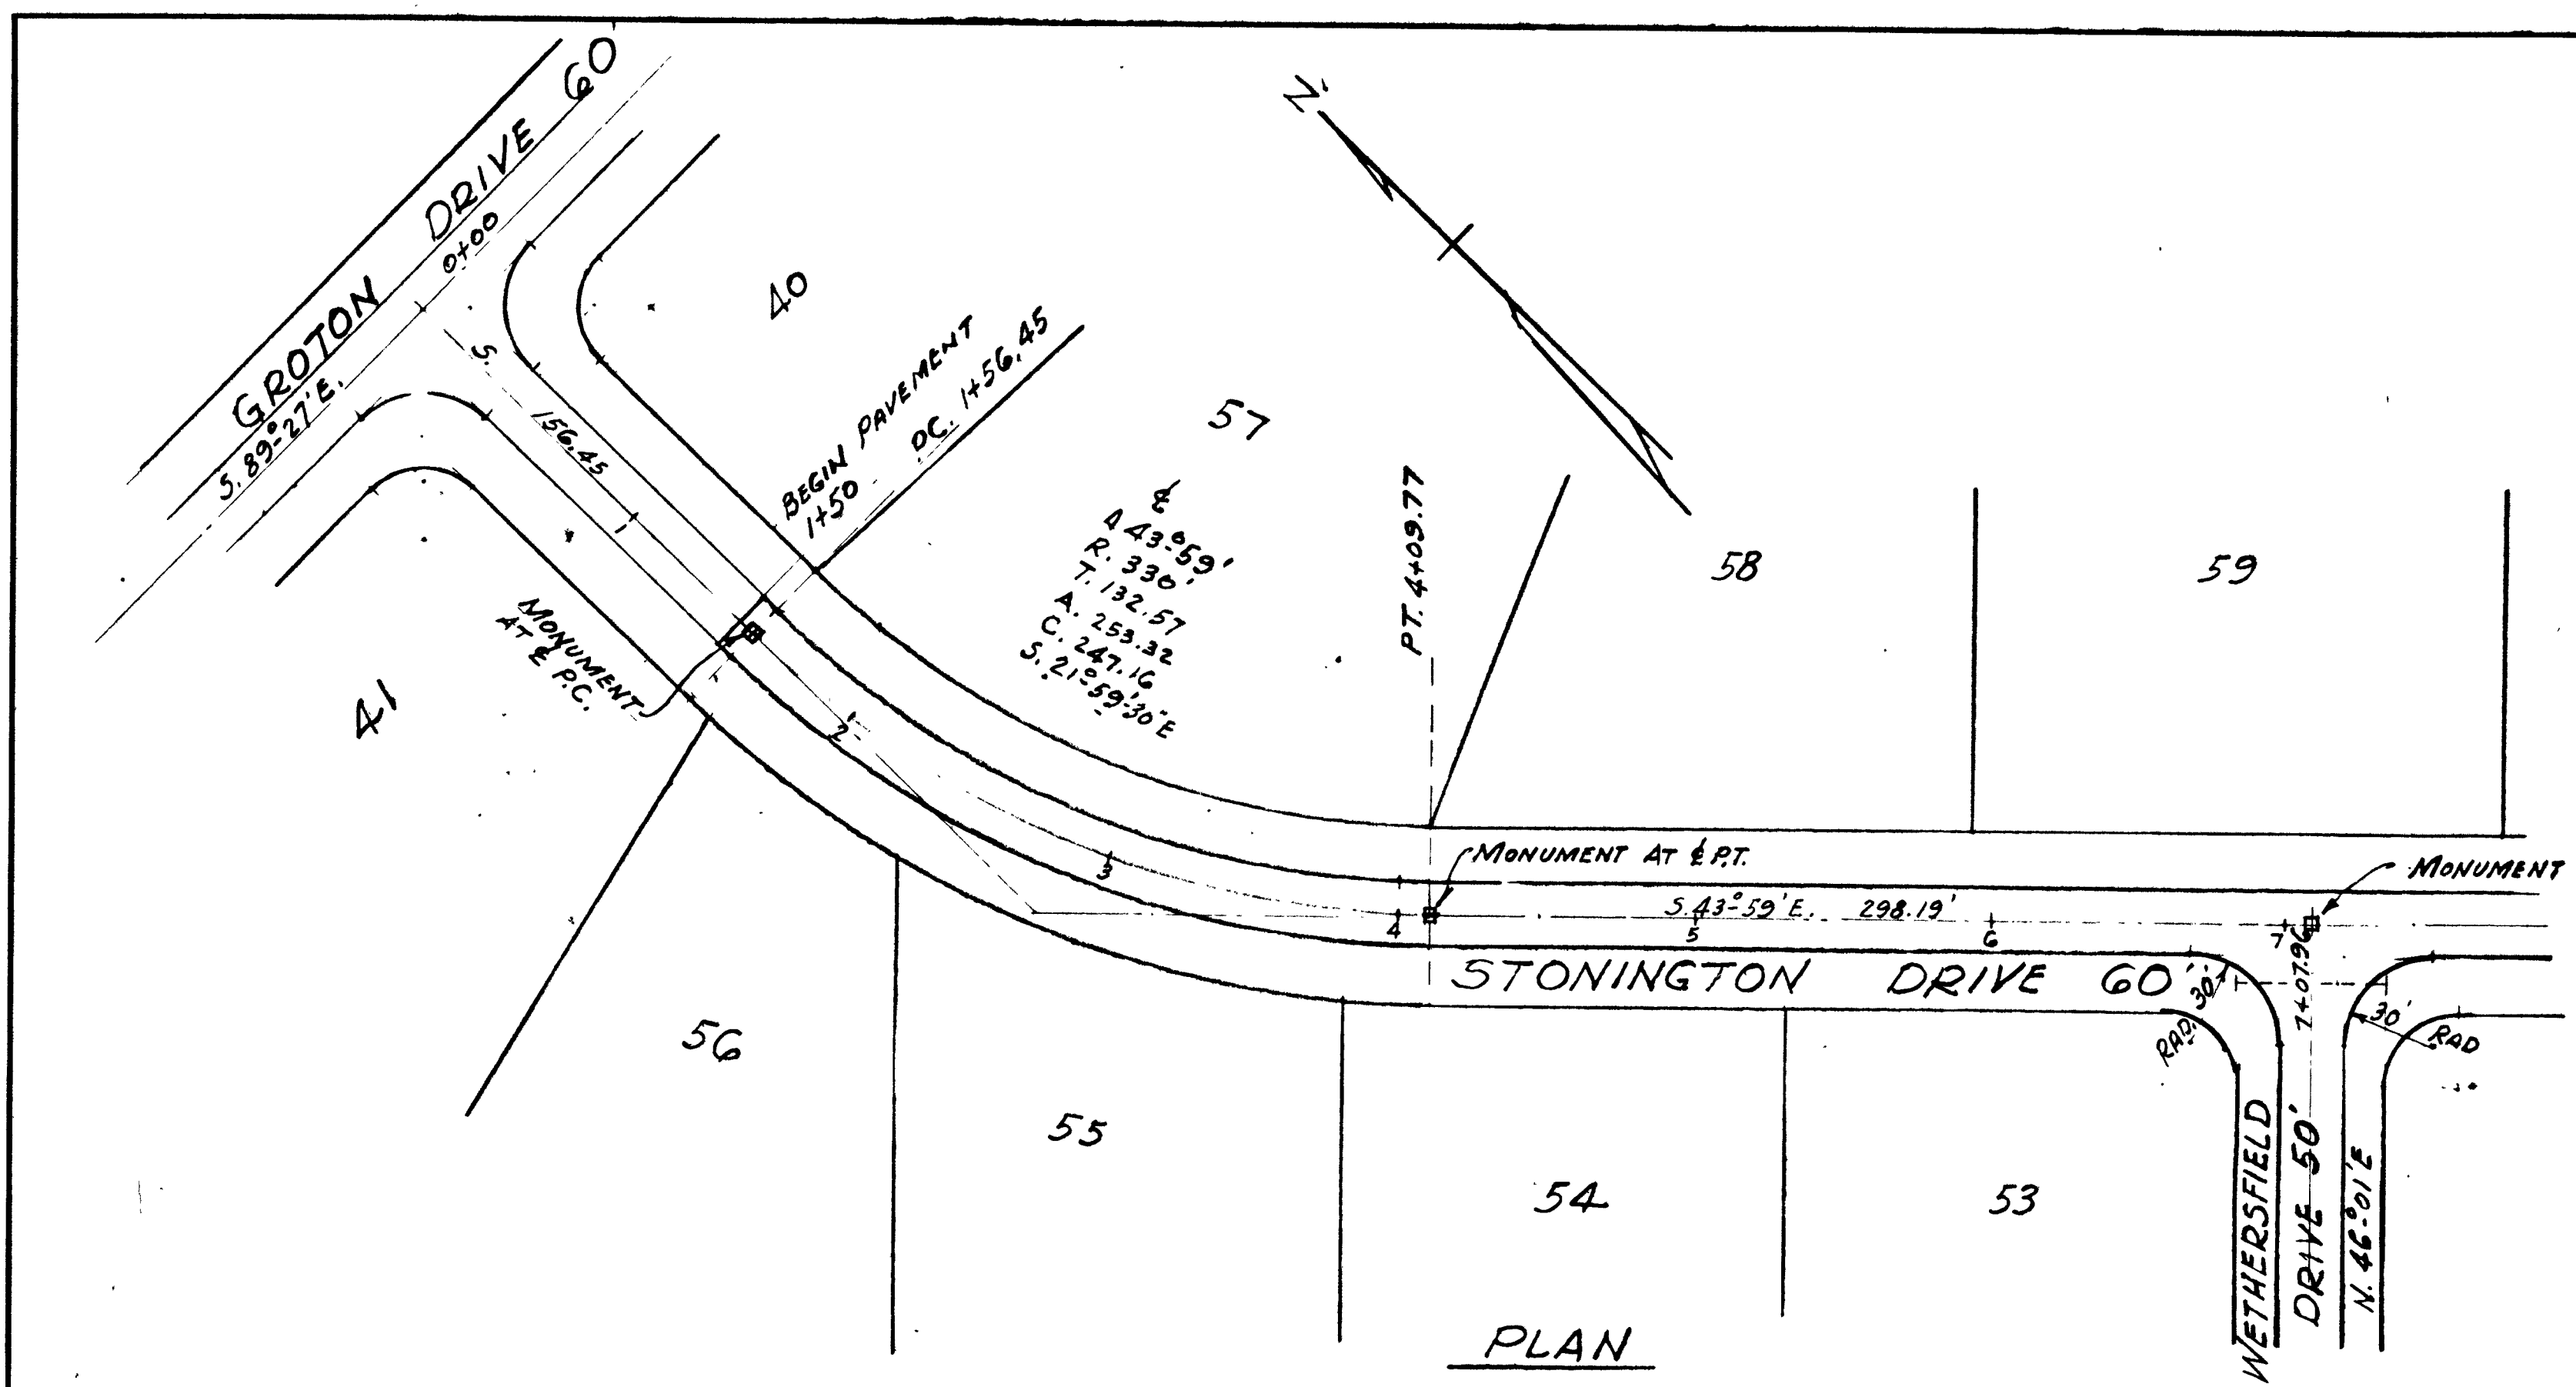 GROTON DRIVE 60
0+00
S. 89°-27' E.
N.
40
S.
156.45
1
BEGIN PAVEMENT
1+50
P.C. 1+56.45
57
℄
Δ 43°-59'
R. 330'
T. 132.57
A. 253.32
C. 247.16
S. 21°-59'-30" E
PT. 4+09.77
58
59
MONUMENT
AT ℄ P.C.
41
2
3
MONUMENT AT ℄ P.T.
MONUMENT
S. 43°-59' E. 298.19'
4
5
6
7
7+07.96
STONINGTON DRIVE 60'
RAD. 30'
30'
RAD
56
55
54
53
WETHERSFIELD
DRIVE 50'
N. 46°-01' E
PLAN